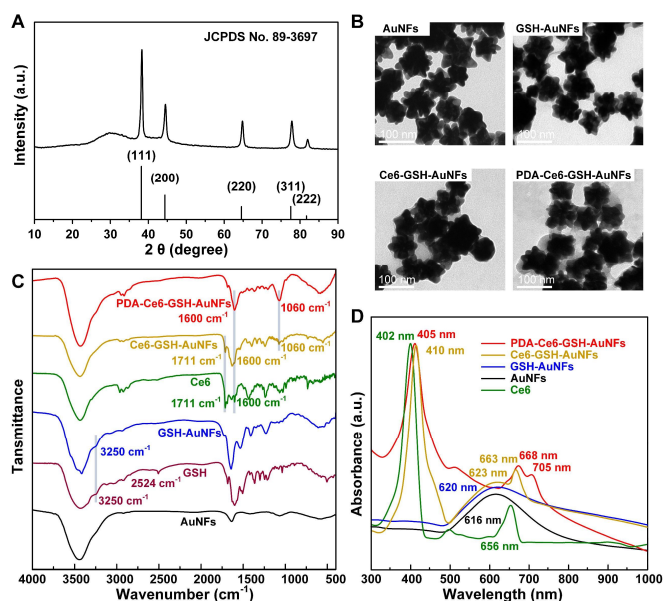 A
JCPDS No. 89-3697
Intensity (a.u.)
(111)
(200)
(220)
(311)
(222)
10 20 30 40 50 60 70 80 90
2 θ (degree)
B
AuNFs
GSH-AuNFs
100 nm
100 nm
Ce6-GSH-AuNFs
PDA-Ce6-GSH-AuNFs
100 nm
100 nm
C
Tansmittance
PDA-Ce6-GSH-AuNFs
1600 cm-1
1060 cm-1
Ce6-GSH-AuNFs
1711 cm-1
1600 cm-1
1060 cm-1
Ce6
1711 cm-1
1600 cm-1
GSH-AuNFs
3250 cm-1
2524 cm-1
GSH
3250 cm-1
AuNFs
4000 3500 3000 2500 2000 1500 1000 500
Wavenumber (cm-1)
D
402 nm
405 nm
410 nm
PDA-Ce6-GSH-AuNFs
Ce6-GSH-AuNFs
GSH-AuNFs
AuNFs
Ce6
Absorbance (a.u.)
663 nm
668 nm
623 nm
705 nm
620 nm
616 nm
656 nm
300 400 500 600 700 800 900 1000
Wavelength (nm)